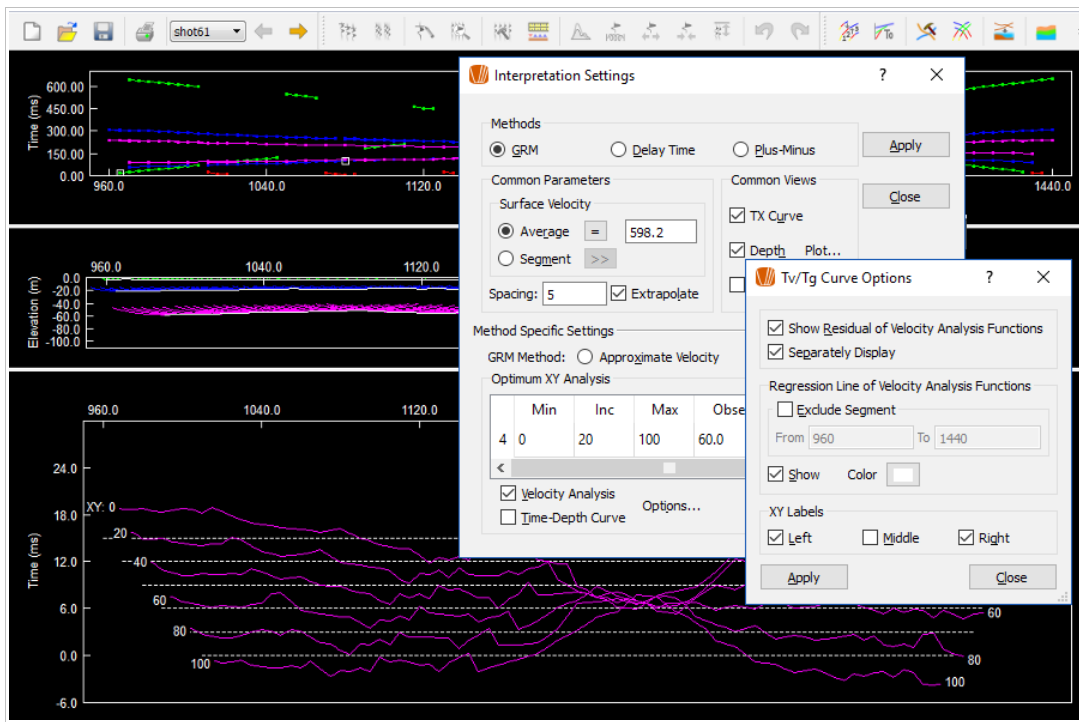 shot61
Interpretation Settings ? ×
Methods
GRM Delay Time Plus-Minus Apply
Common Parameters Common Views Close
Surface Velocity
Average = 598.2 TX Curve
Segment >> Depth Plot...
Spacing: 5 Extrapolate
Method Specific Settings
GRM Method: Approximate Velocity
Optimum XY Analysis
Min Inc Max Obse
4 0 20 100 60.0
Velocity Analysis
Time-Depth Curve Options...
Tv/Tg Curve Options ? ×
Show Residual of Velocity Analysis Functions
Separately Display
Regression Line of Velocity Analysis Functions
Exclude Segment
From 960 To 1440
Show Color
XY Labels
Left Middle Right
Apply Close
Time (ms)
600.00
450.00
300.00
150.00
0.00
960.0 1040.0 1120.0 1440.0
960.0 1040.0 1120.0
Elevation (m)
0.0
-20.0
-40.0
-60.0
-80.0
-100.0
960.0 1040.0 1120.0
Time (ms)
24.0
18.0
12.0
6.0
0.0
-6.0
XY: 0
20
40
60 60
80 80
100 100